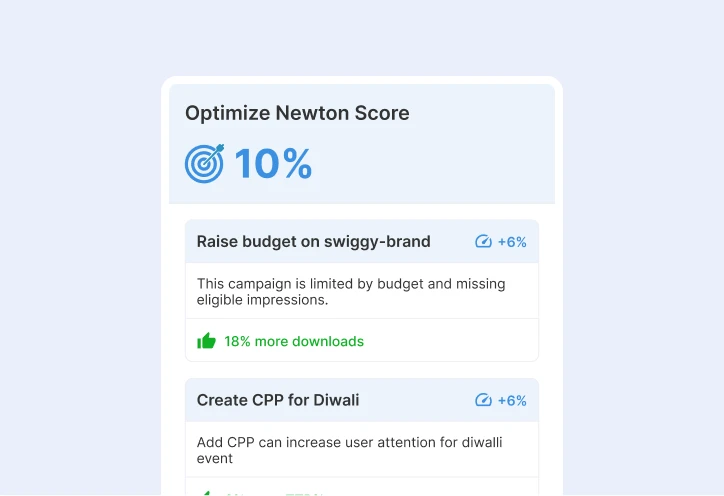 Optimize Newton Score
10%
Raise budget on swiggy-brand
+6%
This campaign is limited by budget and missing
eligible impressions.
18% more downloads
Create CPP for Diwali
+6%
Add CPP can increase user attention for diwalli
event